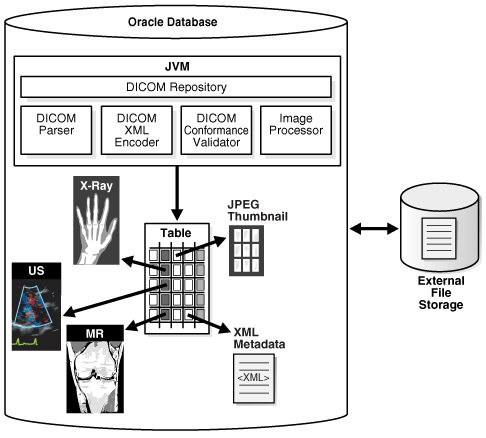 Oracle Database
JVM
DICOM Repository
DICOM
Parser
DICOM
XML
Encoder
DICOM
Conformance
Validator
Image
Processor
X-Ray
JPEG
Thumbnail
Table
US
MR
XML
Metadata
<XML>
External
File
Storage